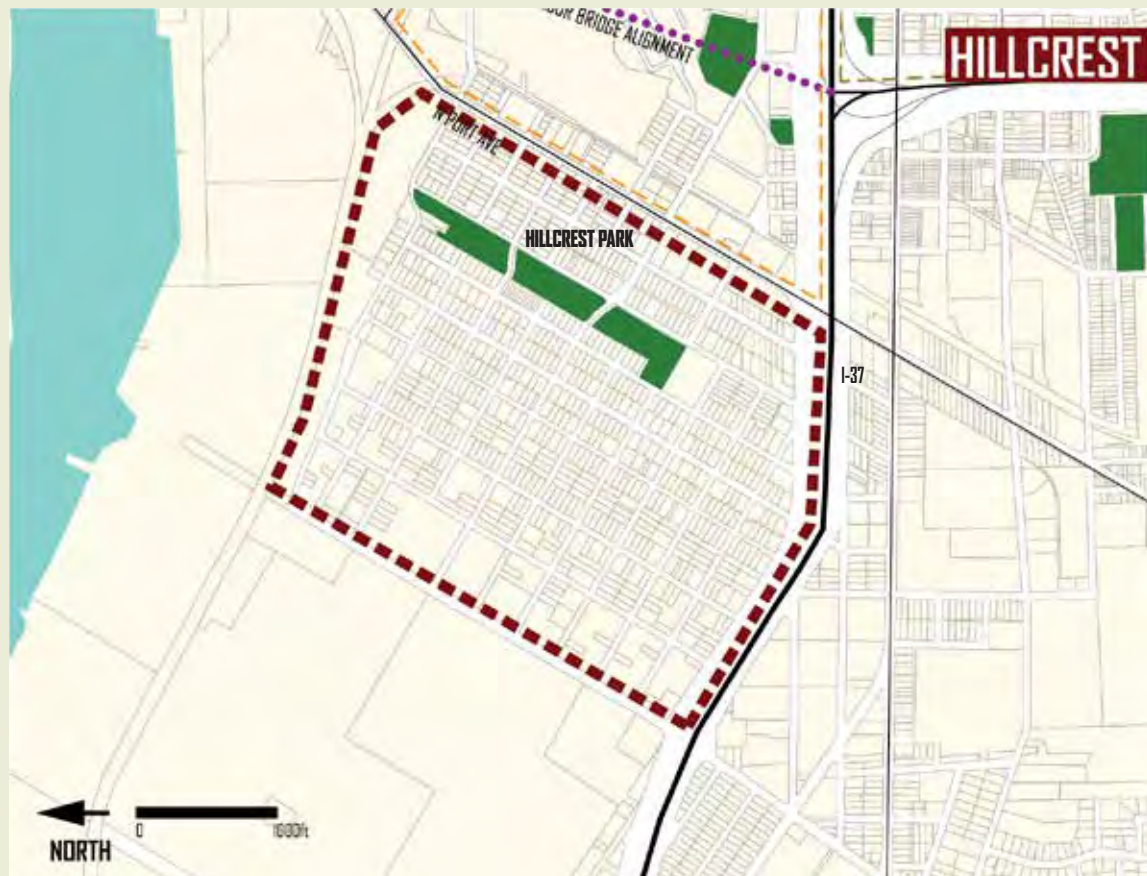 BRIDGE ALIGNMENT
HILLCREST
N PORT AVE
HILLCREST PARK
I-37
0
1000ft
NORTH